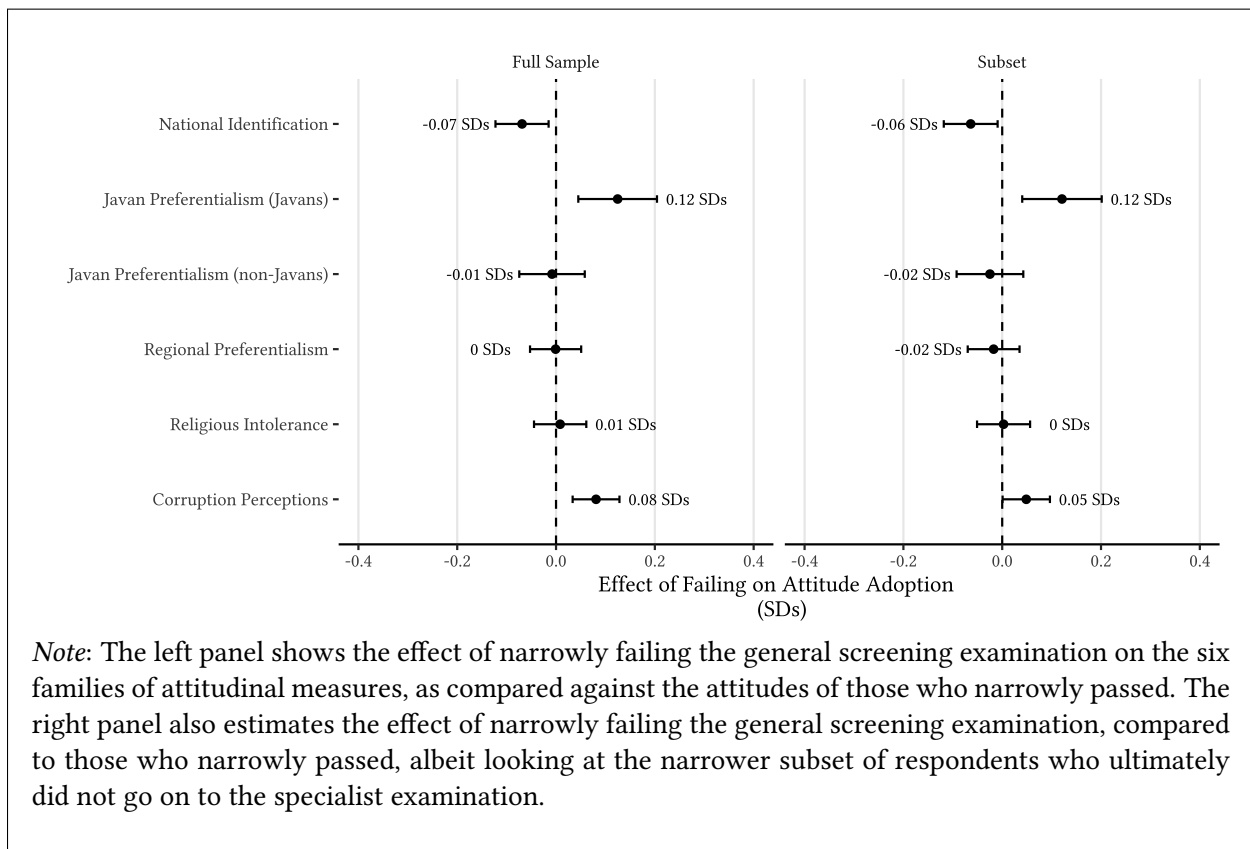 Full Sample
Subset
National Identification
-0.07 SDs
-0.06 SDs
Javan Preferentialism (Javans)
0.12 SDs
0.12 SDs
Javan Preferentialism (non-Javans)
-0.01 SDs
-0.02 SDs
Regional Preferentialism
0 SDs
-0.02 SDs
Religious Intolerance
0.01 SDs
0 SDs
Corruption Perceptions
0.08 SDs
0.05 SDs
-0.4 -0.2 0.0 0.2 0.4
-0.4 -0.2 0.0 0.2 0.4
Effect of Failing on Attitude Adoption
(SDs)
Note: The left panel shows the effect of narrowly failing the general screening examination on the six
families of attitudinal measures, as compared against the attitudes of those who narrowly passed. The
right panel also estimates the effect of narrowly failing the general screening examination, compared
to those who narrowly passed, albeit looking at the narrower subset of respondents who ultimately
did not go on to the specialist examination.